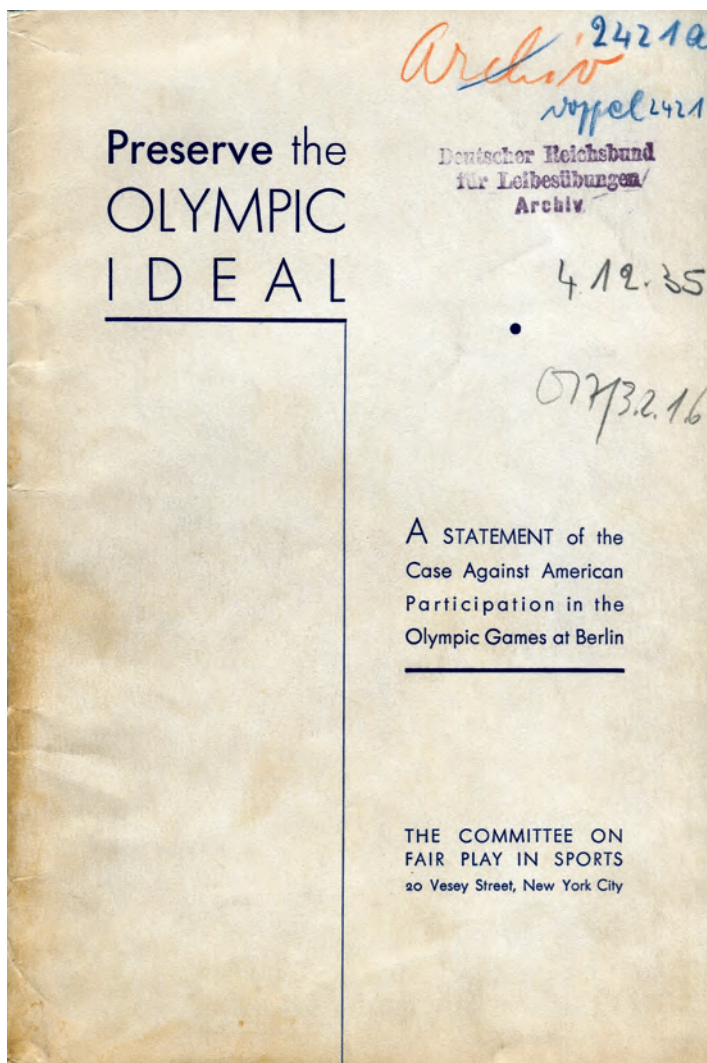 2421a
Archiv
Doppel 2421
Preserve the
OLYMPIC
IDEAL
Deutscher Reichsbund
für Leibesübungen/
Archiv
4.12.35
A STATEMENT of the
Case Against American
Participation in the
Olympic Games at Berlin
THE COMMITTEE ON
FAIR PLAY IN SPORTS
20 Vesey Street, New York City